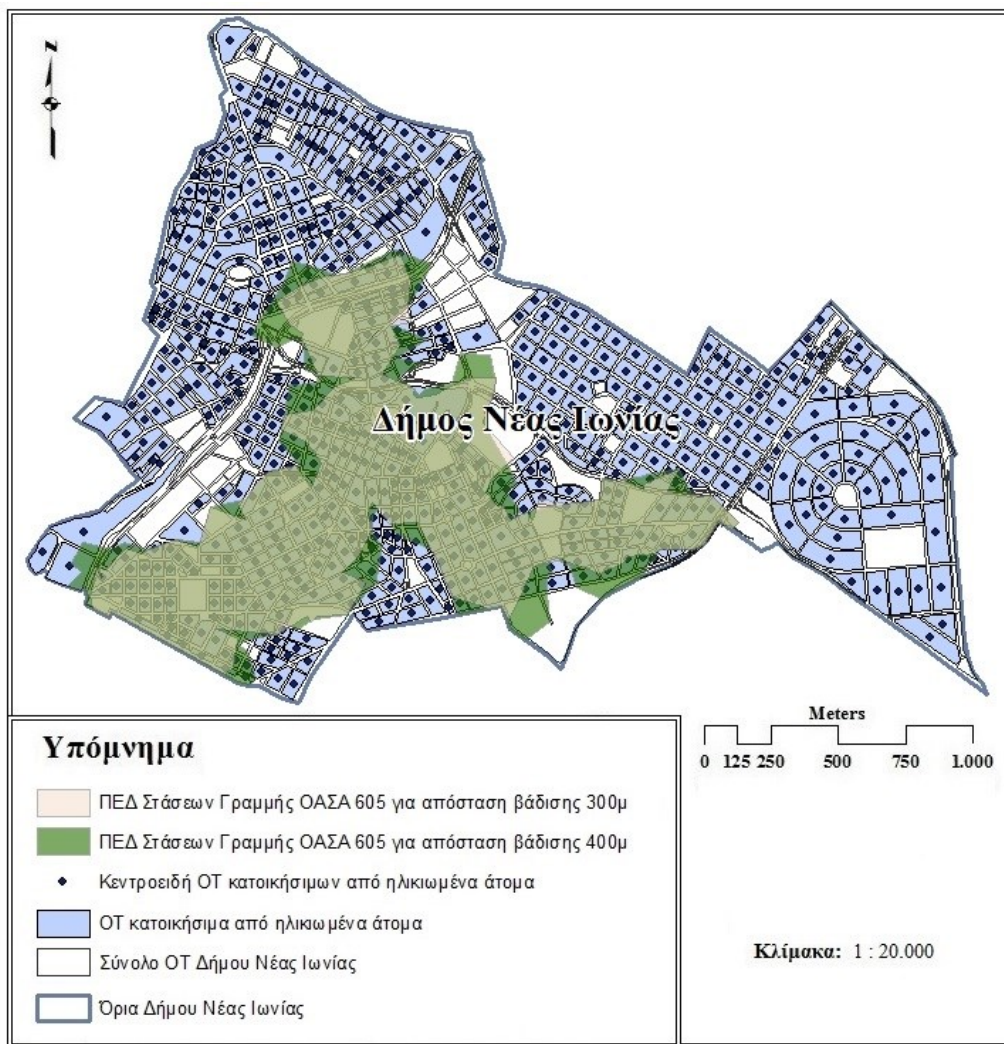 N
Δήμος Νέας Ιωνίας
Meters
0 125 250 500 750 1.000
Υπόμνημα
ΠΕΔ Στάσεων Γραμμής ΟΑΣΑ 605 για απόσταση βάδισης 300μ
ΠΕΔ Στάσεων Γραμμής ΟΑΣΑ 605 για απόσταση βάδισης 400μ
Κεντροειδή ΟΤ κατοικήσιμων από ηλικιωμένα άτομα
ΟΤ κατοικήσιμα από ηλικιωμένα άτομα
Σύνολο ΟΤ Δήμου Νέας Ιωνίας
Όρια Δήμου Νέας Ιωνίας
Κλίμακα: 1 : 20.000